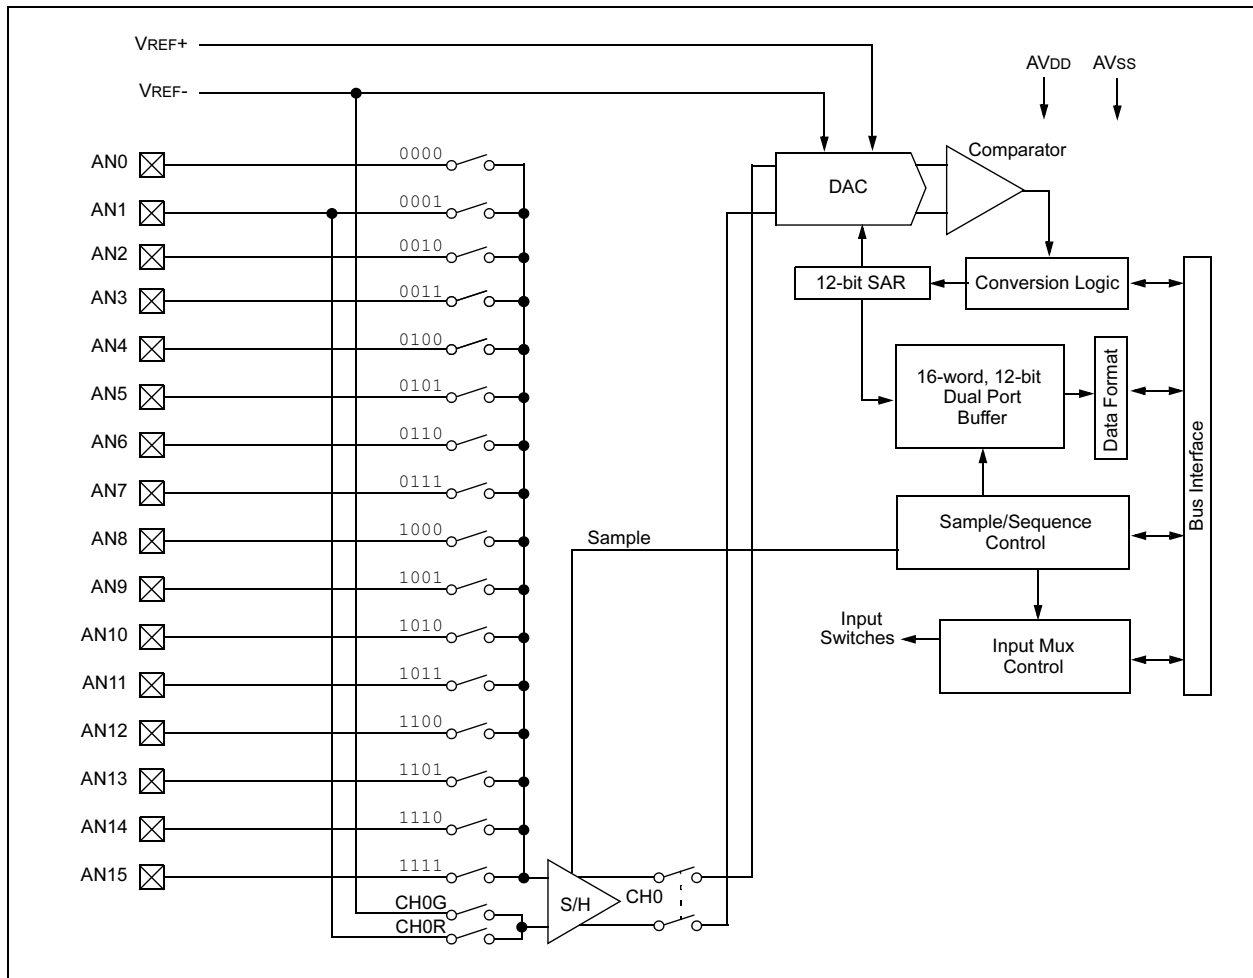 VREF+
VREF-
AVDD AVSS
AN0 0000
AN1 0001
AN2 0010
AN3 0011
AN4 0100
AN5 0101
AN6 0110
AN7 0111
AN8 1000
AN9 1001
AN10 1010
AN11 1011
AN12 1100
AN13 1101
AN14 1110
AN15 1111
CH0G
CH0R
S/H
CH0
Sample
DAC
Comparator
12-bit SAR
Conversion Logic
16-word, 12-bit
Dual Port
Buffer
Data Format
Sample/Sequence
Control
Input
Switches
Input Mux
Control
Bus Interface